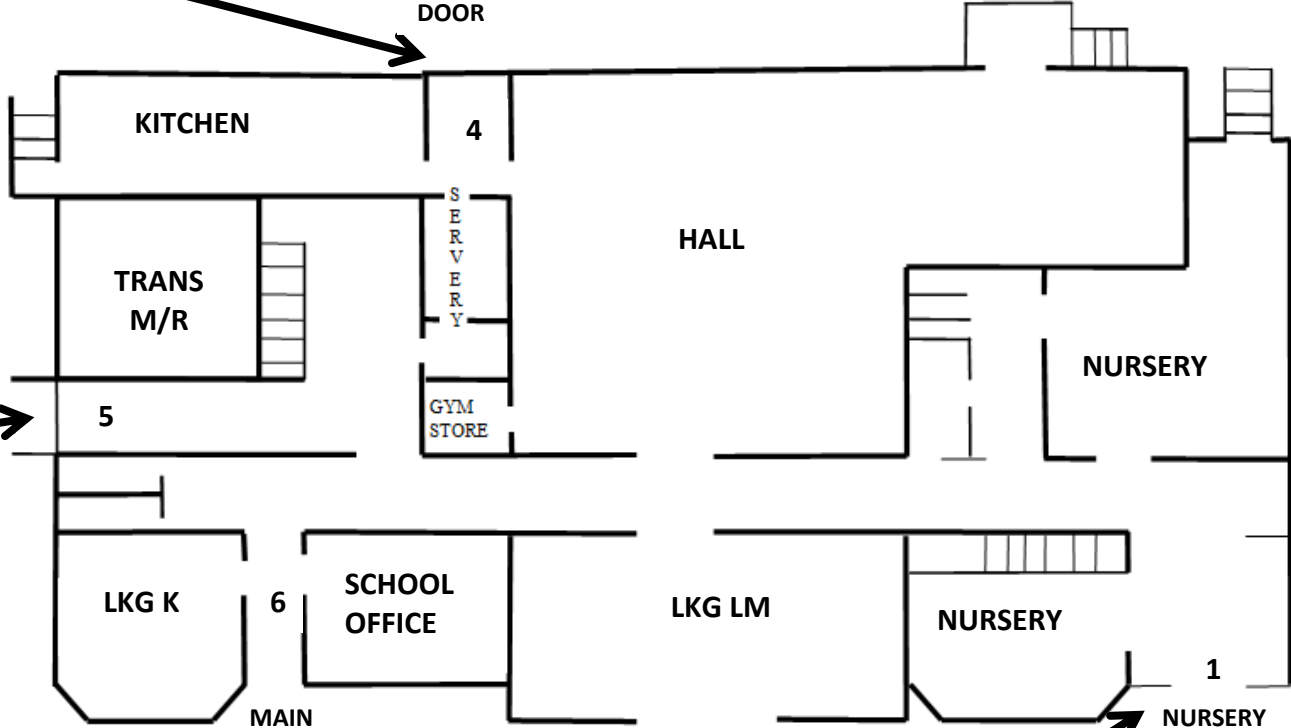 DOOR
KITCHEN
4
SERVERY
HALL
TRANS
M/R
NURSERY
5
GYM
STORE
LKG K
6
SCHOOL
OFFICE
LKG LM
NURSERY
1
MAIN
NURSERY